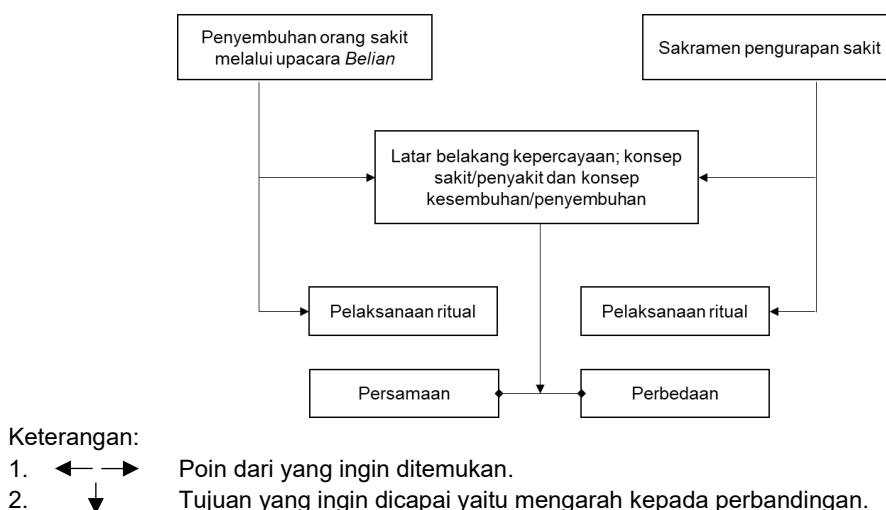 Penyembuhan orang sakit
melalui upacara Belian
Sakramen pengurapan sakit
Latar belakang kepercayaan; konsep
sakit/penyakit dan konsep
kesembuhan/penyembuhan
Pelaksanaan ritual
Pelaksanaan ritual
Persamaan
Perbedaan
Keterangan:
1. Poin dari yang ingin ditemukan.
2. Tujuan yang ingin dicapai yaitu mengarah kepada perbandingan.